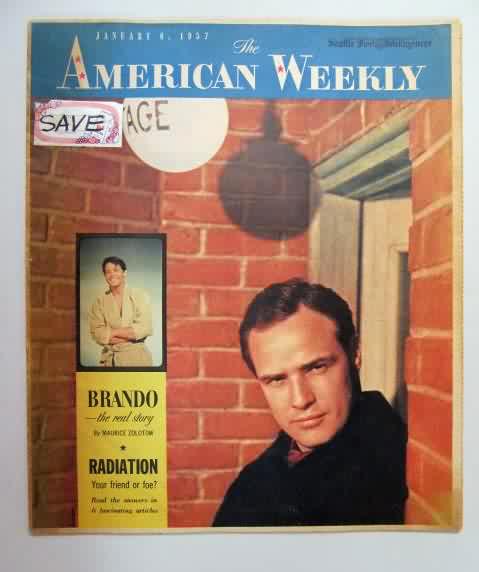 JANUARY 6, 1957
The
Seattle Post-Intelligencer
AMERICAN WEEKLY
SAVE
AGE
BRANDO
—the real story
By MAURICE ZOLOTOW
★
RADIATION
Your friend or foe?
Read the answers in
6 fascinating articles